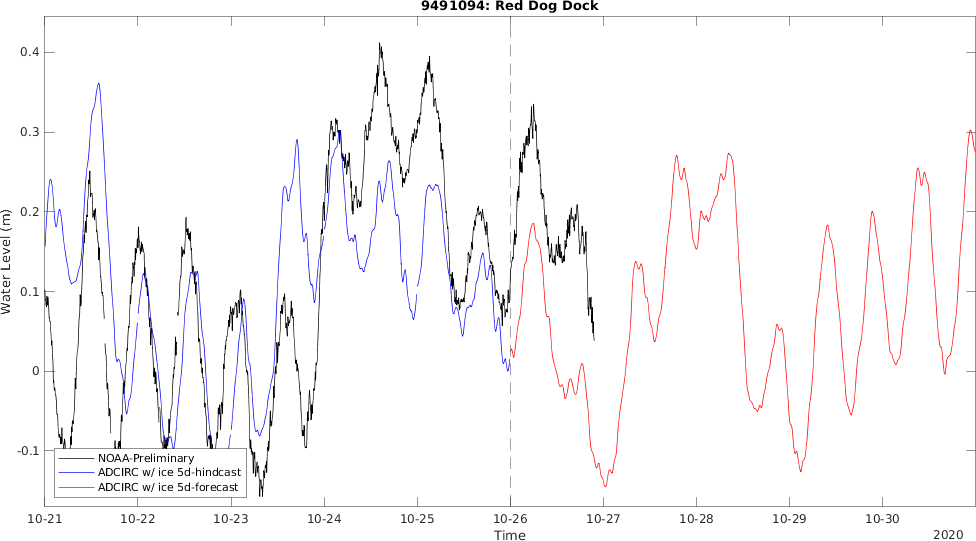 9491094: Red Dog Dock
Water Level (m)
0.4
0.3
0.2
0.1
0
-0.1
NOAA-Preliminary
ADCIRC w/ ice 5d-hindcast
ADCIRC w/ ice 5d-forecast
10-21 10-22 10-23 10-24 10-25 10-26 10-27 10-28 10-29 10-30
Time
2020